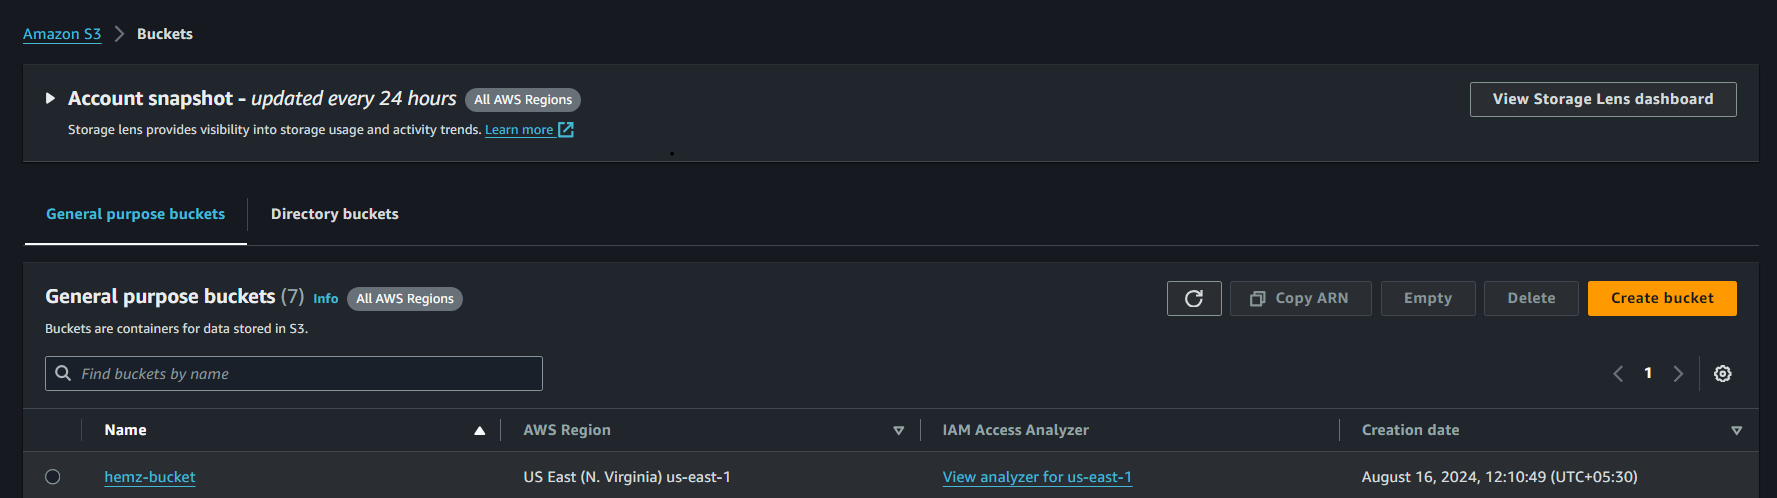 Amazon S3 > Buckets
Account snapshot - updated every 24 hours All AWS Regions View Storage Lens dashboard
Storage lens provides visibility into storage usage and activity trends. Learn more
General purpose buckets Directory buckets
General purpose buckets (7) Info All AWS Regions Copy ARN Empty Delete Create bucket
Buckets are containers for data stored in S3.
Find buckets by name 1
Name AWS Region IAM Access Analyzer Creation date
hemz-bucket US East (N. Virginia) us-east-1 View analyzer for us-east-1 August 16, 2024, 12:10:49 (UTC+05:30)